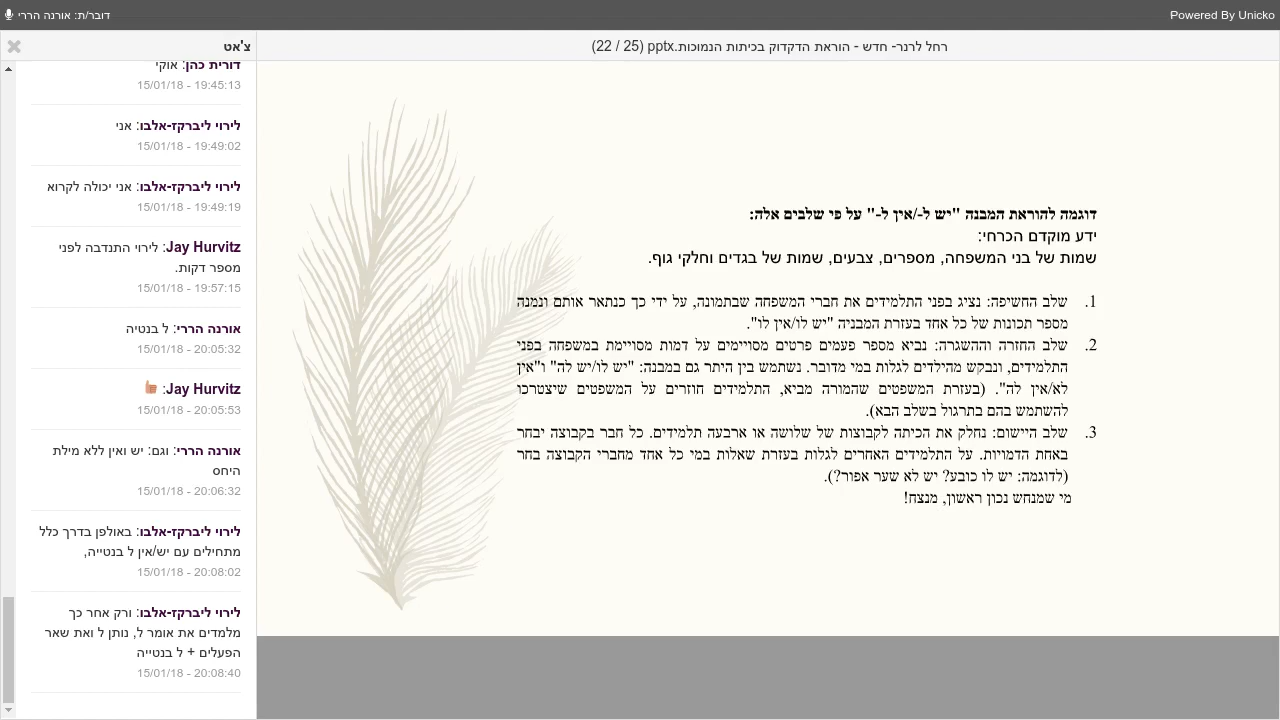 דובר/ת: אורנה הררי
Powered By Unicko
צ'אט
רחל לרנר- חדש - הוראת הדקדוק בכיתות הנמוכות.pptx (22 / 25)
דורית כהן: אוקי
15/01/18 - 19:45:13
לירוי ליברקז-אלבו: אני
15/01/18 - 19:49:02
לירוי ליברקז-אלבו: אני יכולה לקרוא
15/01/18 - 19:49:19
Jay Hurvitz: לירוי התנדבה לפני
מספר דקות.
15/01/18 - 19:57:15
אורנה הררי: ל בנטיה
15/01/18 - 20:05:32
Jay Hurvitz:
15/01/18 - 20:05:53
אורנה הררי: וגם: יש ואין ללא מילת
היחס
15/01/18 - 20:06:32
לירוי ליברקז-אלבו: באולפן בדרך כלל
מתחילים עם יש/אין ל בנטייה,
15/01/18 - 20:08:02
לירוי ליברקז-אלבו: ורק אחר כך
מלמדים את אומר ל, נותן ל ואת שאר
הפעלים + ל בנטייה
15/01/18 - 20:08:40
דוגמה להוראת המבנה "יש ל-/אין ל-" על פי שלבים אלה:
ידע מוקדם הכרחי:
שמות של בני המשפחה, מספרים, צבעים, שמות של בגדים וחלקי גוף.
1. שלב החשיפה: נציג בפני התלמידים את חברי המשפחה שבתמונה, על ידי כך כנתאר אותם ונמנה
מספר תכונות של כל אחד בעזרת המבניה "יש לו/אין לו".
2. שלב החזרה וההשגרה: נביא מספר פעמים פרטים מסויימים על דמות מסויימת במשפחה בפני
התלמידים, ונבקש מהילדים לגלות במי מדובר. נשתמש בין היתר גם במבנה: "יש לו/יש לה" ו"אין
לא/אין לה". (בעזרת המשפטים שהמורה מביא, התלמידים חוזרים על המשפטים שיצטרכו
להשתמש בהם בתרגול בשלב הבא).
3. שלב היישום: נחלק את הכיתה לקבוצות של שלושה או ארבעה תלמידים. כל חבר בקבוצה יבחר
באחת הדמויות. על התלמידים האחרים לגלות בעזרת שאלות במי כל אחד מחברי הקבוצה בחר
(לדוגמה: יש לו כובע? יש לא שער אפור?).
מי שמנחש נכון ראשון, מנצח!